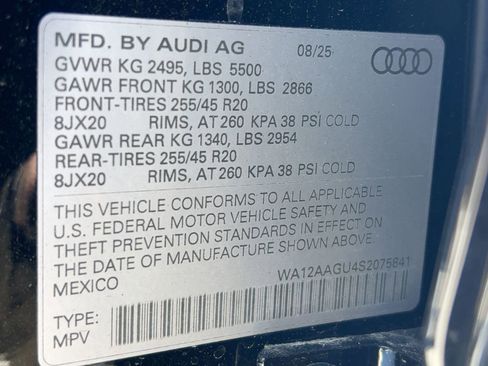 MFD. BY AUDI AG 08/25
GVWR KG 2495, LBS 5500
GAWR FRONT KG 1300, LBS 2866
FRONT-TIRES 255/45 R20
8JX20 RIMS, AT 260 KPA 38 PSI COLD
GAWR REAR KG 1340, LBS 2954
REAR-TIRES 255/45 R20
8JX20 RIMS, AT 260 KPA 38 PSI COLD
THIS VEHICLE CONFORMS TO ALL APPLICABLE
U.S. FEDERAL MOTOR VEHICLE SAFETY AND
THEFT PREVENTION STANDARDS IN EFFECT ON
THE DATE OF MANUFACTURE SHOWN ABOVE.
MEXICO WA12AAGU4S2075841
TYPE:
MPV